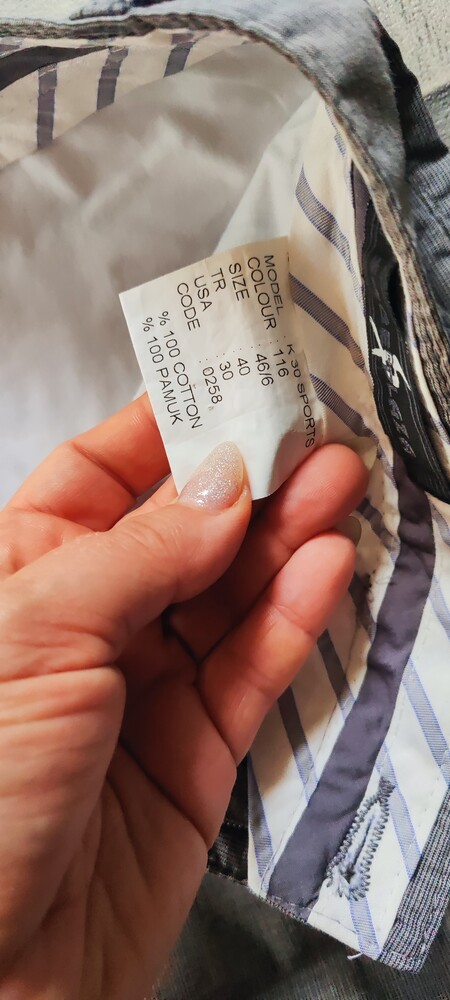 MODEL : K 30 SPORTS
COLOUR : 116
SIZE : 46/6
TR : 40
USA : 30
CODE : 0258
% 100 COTTON
% 100 PAMUK